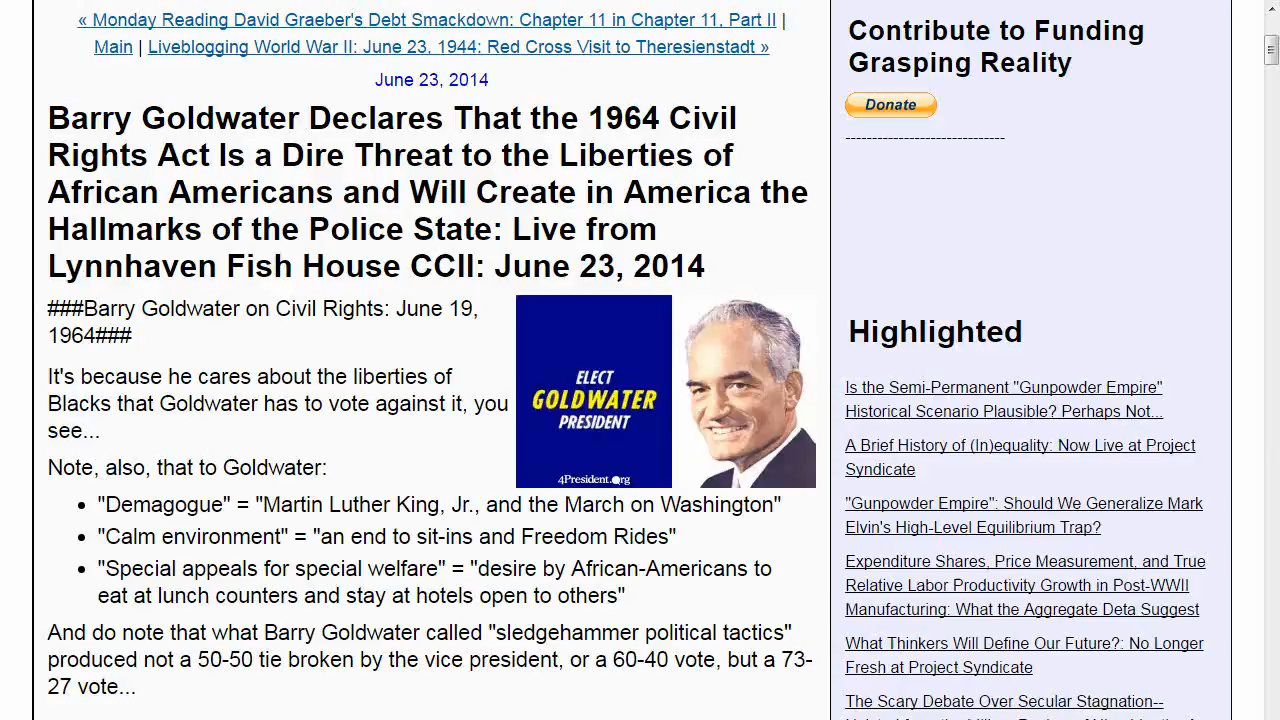 « Monday Reading David Graeber's Debt Smackdown: Chapter 11 in Chapter 11, Part II |
Main | Liveblogging World War II: June 23, 1944: Red Cross Visit to Theresienstadt »
June 23, 2014
Barry Goldwater Declares That the 1964 Civil
Rights Act Is a Dire Threat to the Liberties of
African Americans and Will Create in America the
Hallmarks of the Police State: Live from
Lynnhaven Fish House CCII: June 23, 2014
###Barry Goldwater on Civil Rights: June 19,
1964###
It's because he cares about the liberties of
Blacks that Goldwater has to vote against it, you
see...
Note, also, that to Goldwater:
ELECT
GOLDWATER
PRESIDENT
4President.org
• "Demagogue" = "Martin Luther King, Jr., and the March on Washington"
• "Calm environment" = "an end to sit-ins and Freedom Rides"
• "Special appeals for special welfare" = "desire by African-Americans to
eat at lunch counters and stay at hotels open to others"
And do note that what Barry Goldwater called "sledgehammer political tactics"
produced not a 50-50 tie broken by the vice president, or a 60-40 vote, but a 73-
27 vote...
Contribute to Funding
Grasping Reality
Donate
------------------------------
Highlighted
Is the Semi-Permanent "Gunpowder Empire"
Historical Scenario Plausible? Perhaps Not...
A Brief History of (In)equality: Now Live at Project
Syndicate
"Gunpowder Empire": Should We Generalize Mark
Elvin's High-Level Equilibrium Trap?
Expenditure Shares, Price Measurement, and True
Relative Labor Productivity Growth in Post-WWII
Manufacturing: What the Aggregate Deta Suggest
What Thinkers Will Define Our Future?: No Longer
Fresh at Project Syndicate
The Scary Debate Over Secular Stagnation--